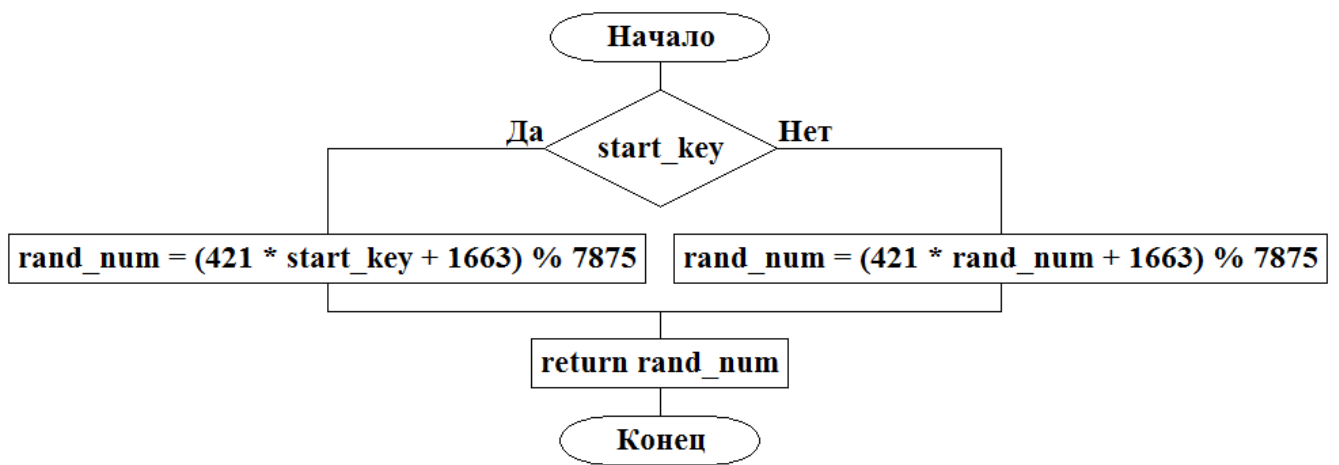 Начало
Да
Нет
start_key
rand_num = (421 * start_key + 1663) % 7875
rand_num = (421 * rand_num + 1663) % 7875
return rand_num
Конец